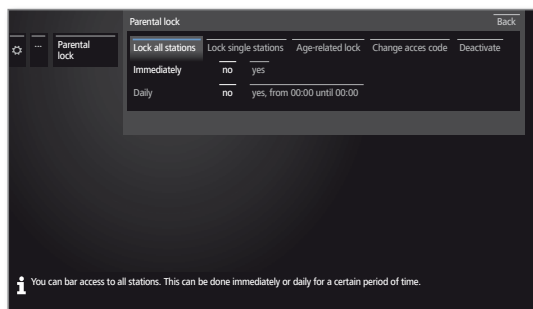 Parental lock Back
... Parental lock
Lock all stations Lock single stations Age-related lock Change acces code Deactivate
Immediately no yes
Daily no yes, from 00:00 until 00:00
i You can bar access to all stations. This can be done immediately or daily for a certain period of time.